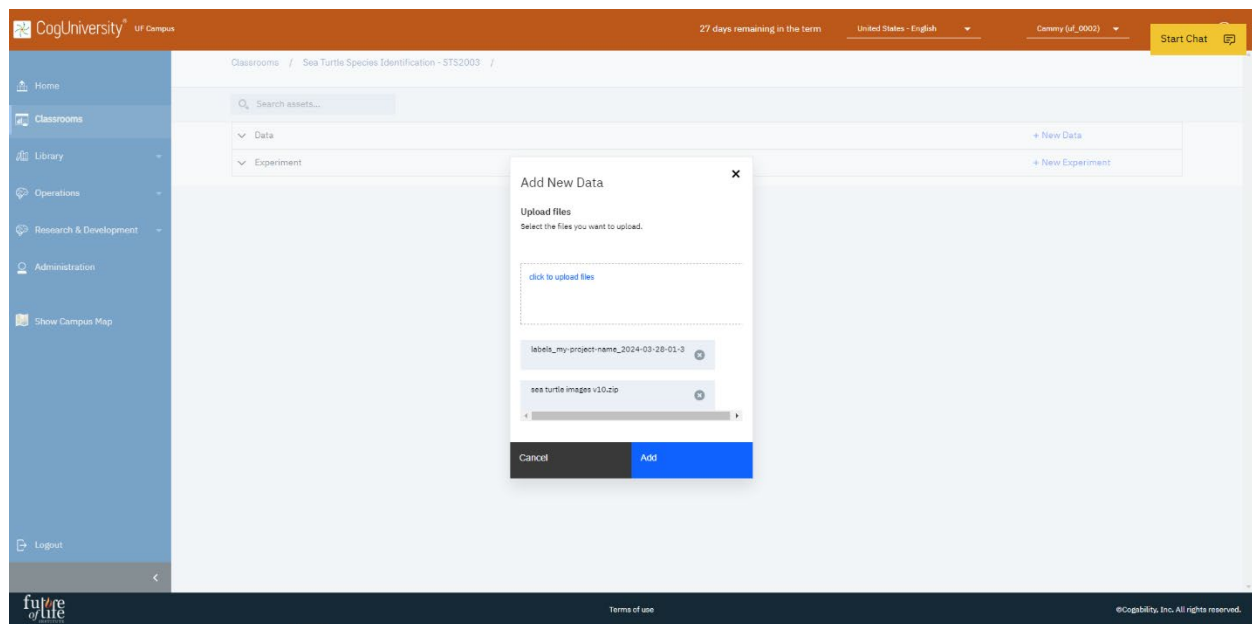 CogUniversity® UF Campus
27 days remaining in the term
United States - English
Cammy (uf_0002)
Start Chat
Home
Classrooms
Library
Operations
Research & Development
Administration
Show Campus Map
Logout
Classrooms / Sea Turtle Species Identification - STS2003 /
Search assets...
Data
+ New Data
Experiment
+ New Experiment
Add New Data
Upload files
Select the files you want to upload.
click to upload files
labels_my-project-name_2024-03-28-01-3
sea turtle images v10.zip
Cancel
Add
future
of life
Terms of use
©Cogability, Inc. All rights reserved.